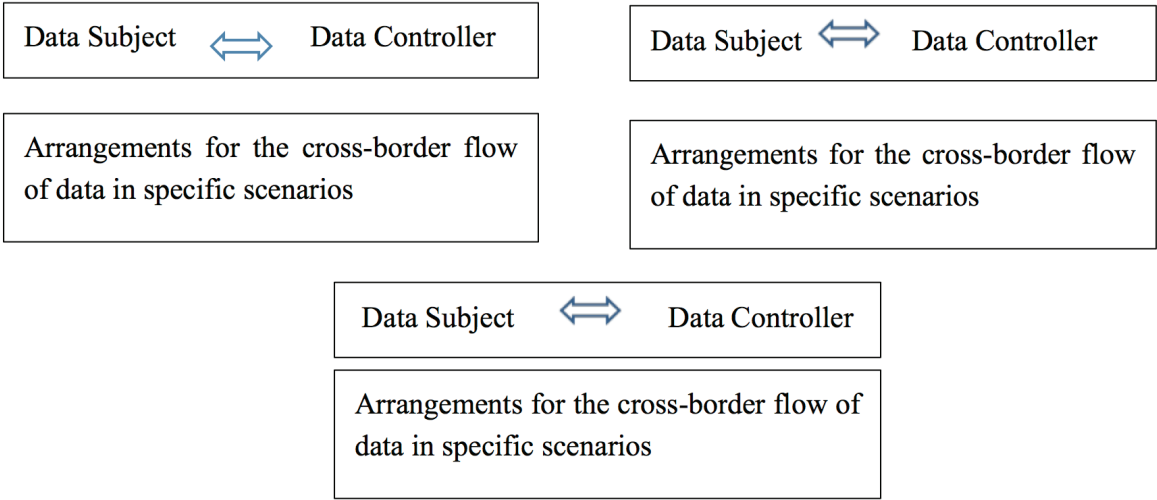 Data Subject Data Controller
Arrangements for the cross-border flow
of data in specific scenarios
Data Subject Data Controller
Arrangements for the cross-border flow
of data in specific scenarios
Data Subject Data Controller
Arrangements for the cross-border flow of
data in specific scenarios